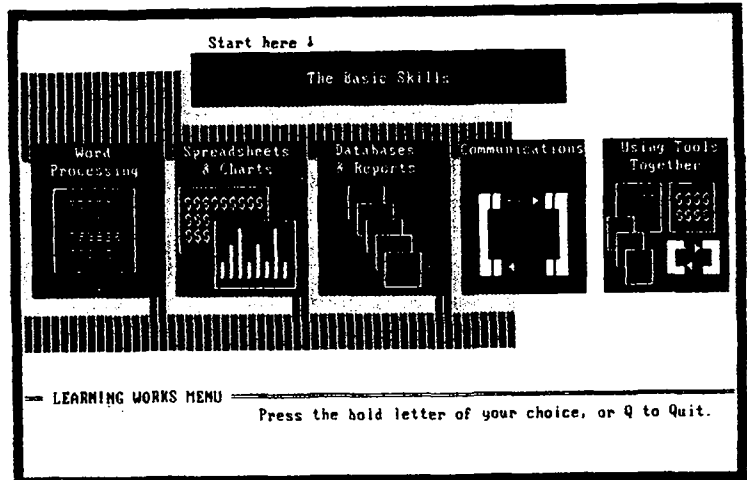 Start here ↓
The Basic Skills
Word
Processing
Spreadsheets
& Charts
$$$$$$$$$
$$$
$$$
Databases
& Reports
Communications
Using Tools
Together
$$$$
$$$$
LEARNING WORKS MENU
Press the bold letter of your choice, or Q to Quit.